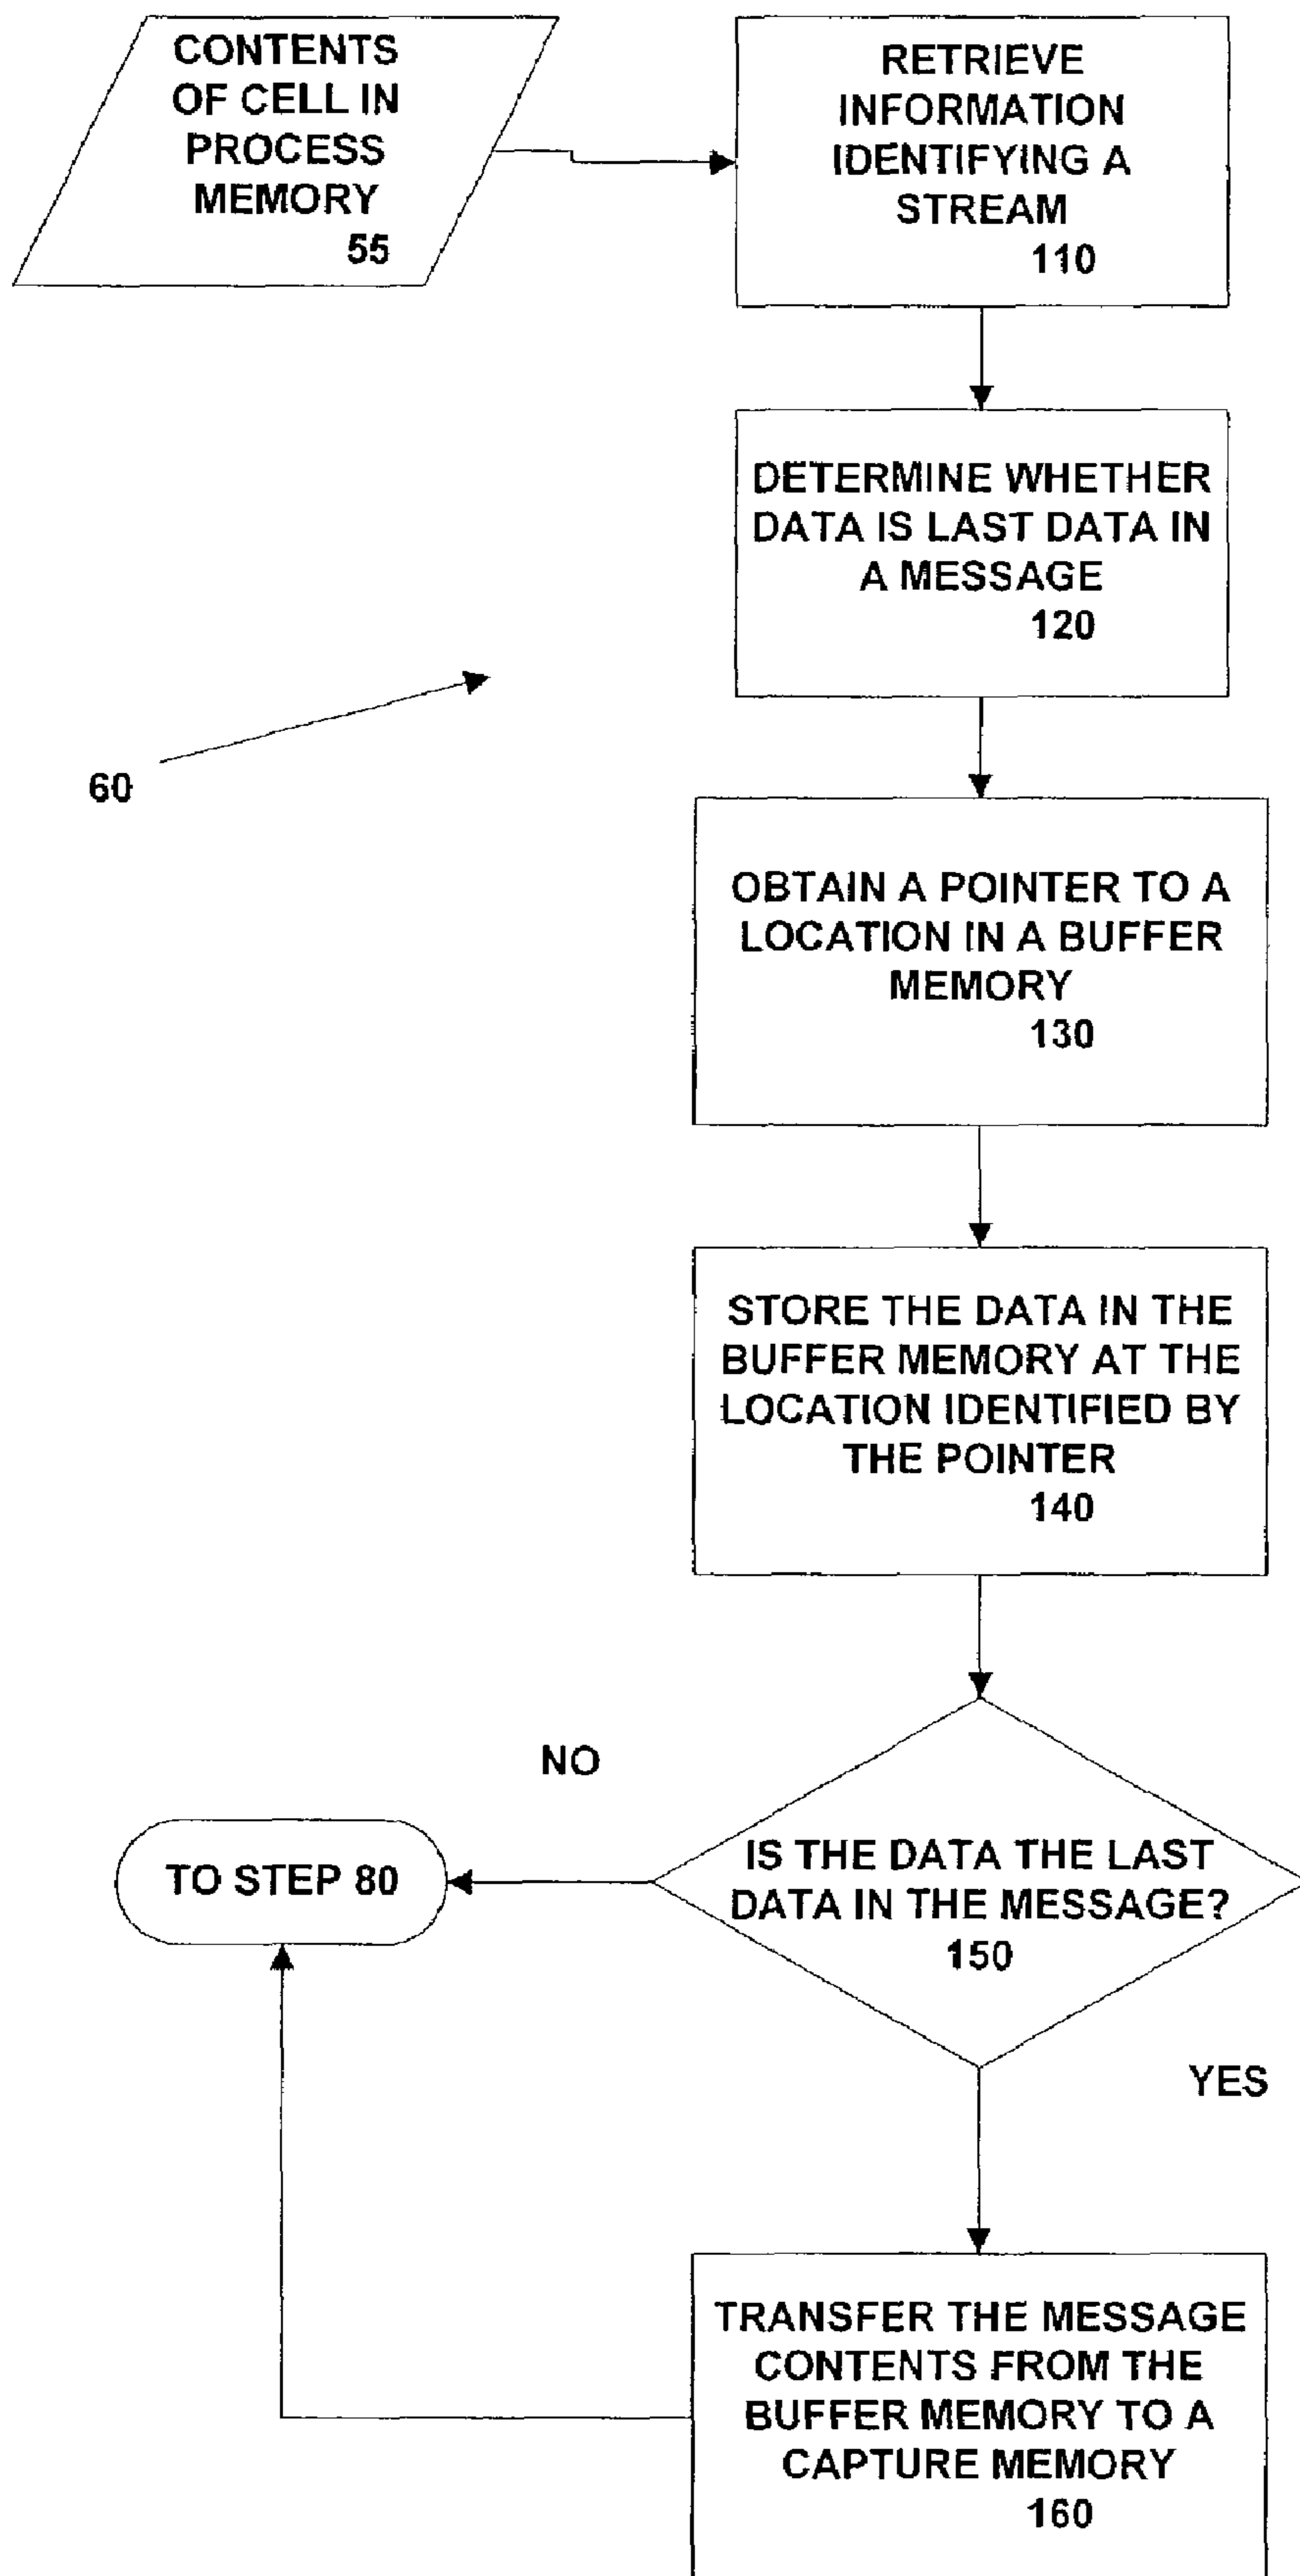 CONTENTS
OF CELL IN
PROCESS
MEMORY
55
RETRIEVE
INFORMATION
IDENTIFYING A
STREAM
110
DETERMINE WHETHER
DATA IS LAST DATA IN
A MESSAGE
120
60
OBTAIN A POINTER TO A
LOCATION IN A BUFFER
MEMORY
130
STORE THE DATA IN THE
BUFFER MEMORY AT THE
LOCATION IDENTIFIED BY
THE POINTER
140
NO
TO STEP 80
IS THE DATA THE LAST
DATA IN THE MESSAGE?
150
YES
TRANSFER THE MESSAGE
CONTENTS FROM THE
BUFFER MEMORY TO A
CAPTURE MEMORY
160